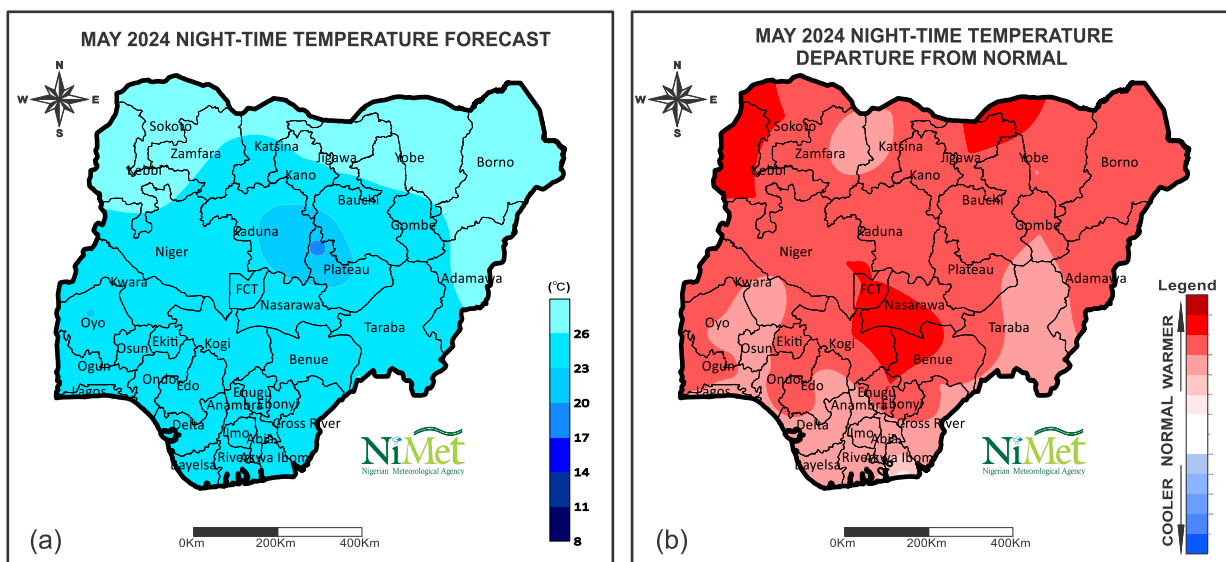 MAY 2024 NIGHT-TIME TEMPERATURE FORECAST
N
W E
S
Sokoto
Katsina
Zamfara
Jigawa
Yobe
Borno
Kebbi
Kano
Bauchi
Gombe
Kaduna
Niger
Plateau
Adamawa
Kwara
FCT
Nasarawa
Oyo
Taraba
Osun
Ekiti
Kogi
Benue
Ogun
Ondo
Edo
Lagos
Enugu
Anambra
Ebonyi
Delta
Imo
Abia
Cross River
Bayelsa
Rivers
Akwa Ibom
NiMet
Nigerian Meteorological Agency
(°C)
26
23
20
17
14
11
8
(a)
0Km 200Km 400Km
MAY 2024 NIGHT-TIME TEMPERATURE
DEPARTURE FROM NORMAL
N
W E
S
Sokoto
Katsina
Zamfara
Jigawa
Yobe
Borno
Kebbi
Kano
Bauchi
Gombe
Kaduna
Niger
Plateau
Adamawa
Kwara
FCT
Nasarawa
Oyo
Taraba
Osun
Ekiti
Kogi
Benue
Ogun
Ondo
Edo
Lagos
Enugu
Anambra
Ebonyi
Delta
Imo
Abia
Cross River
Bayelsa
Rivers
Akwa Ibom
NiMet
Nigerian Meteorological Agency
Legend
COOLER NORMAL WARMER
(b)
0Km 200Km 400Km